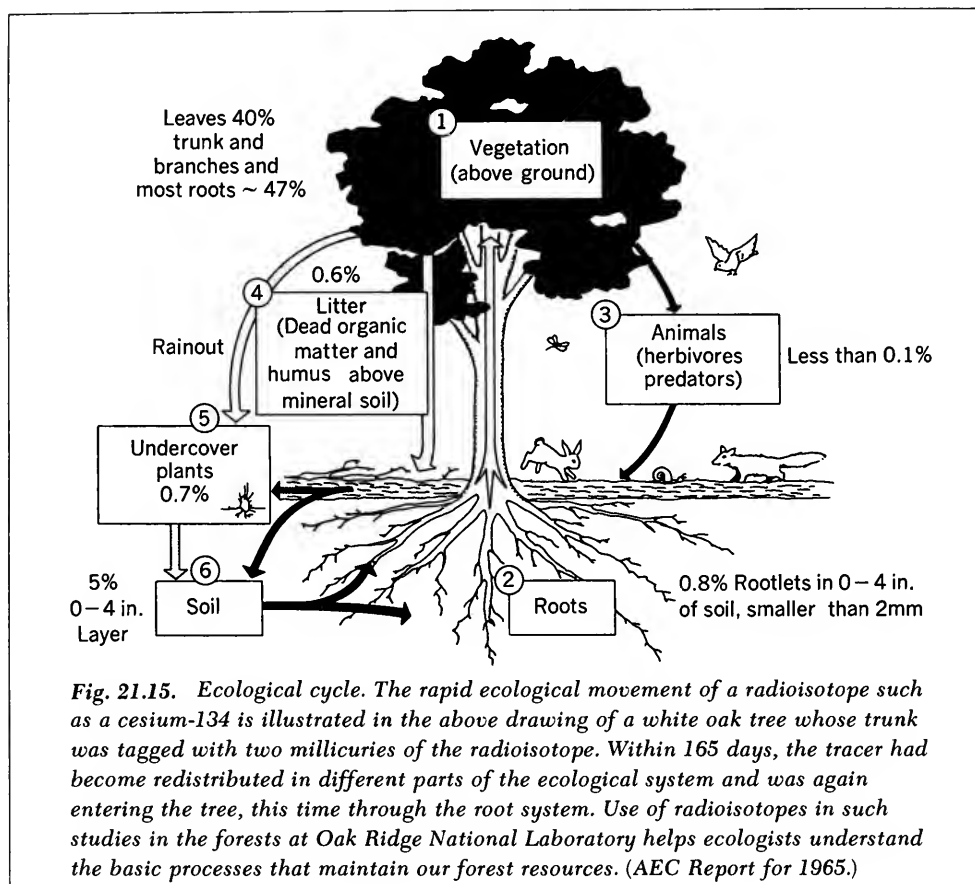 Leaves 40%
trunk and
branches and
most roots ~ 47%
1
Vegetation
(above ground)
0.6%
4
Litter
(Dead organic
matter and
humus above
mineral soil)
Rainout
3
Animals
(herbivores
predators)
Less than 0.1%
5
Undercover
plants
0.7%
6
Soil
5%
0–4 in.
Layer
2
Roots
0.8% Rootlets in 0–4 in.
of soil, smaller than 2mm
Fig. 21.15. Ecological cycle. The rapid ecological movement of a radioisotope such
as a cesium-134 is illustrated in the above drawing of a white oak tree whose trunk
was tagged with two millicuries of the radioisotope. Within 165 days, the tracer had
become redistributed in different parts of the ecological system and was again
entering the tree, this time through the root system. Use of radioisotopes in such
studies in the forests at Oak Ridge National Laboratory helps ecologists understand
the basic processes that maintain our forest resources. (AEC Report for 1965.)